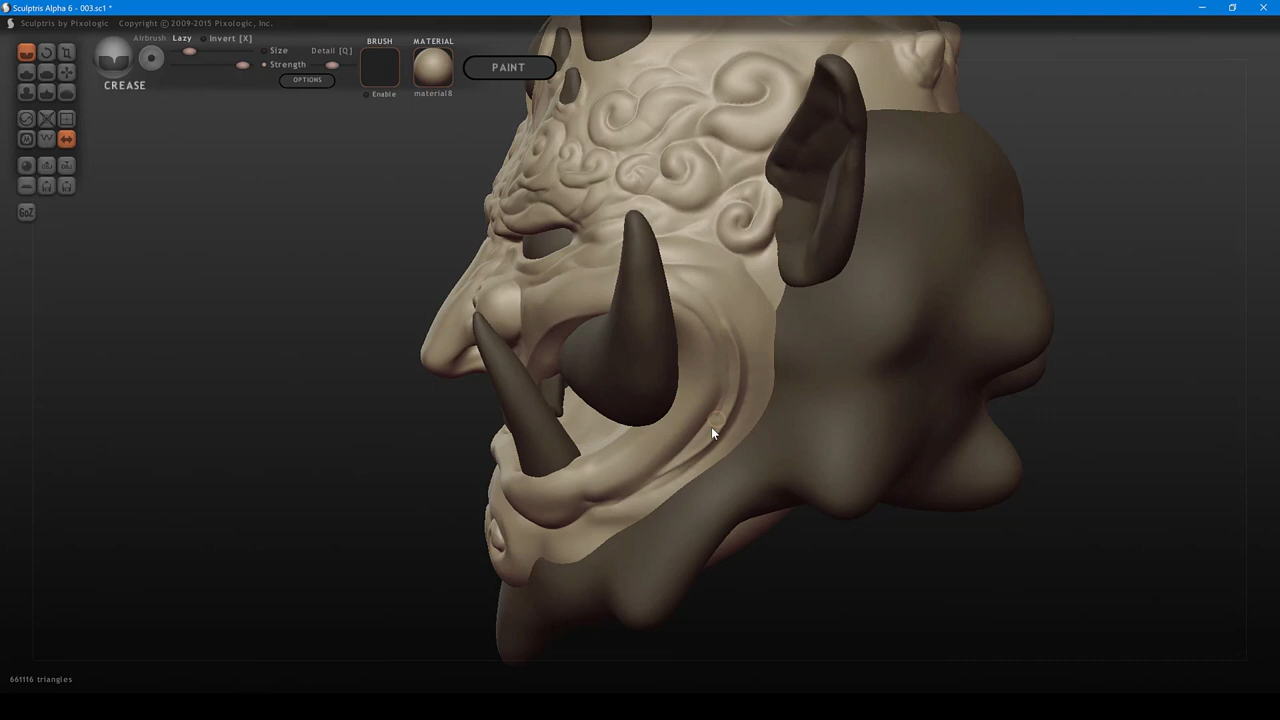 Sculptris Alpha 6 - 003.sc1 *
Sculptris by Pixologic   Copyright © 2009-2015 Pixologic, Inc.
Airbrush Lazy Invert [X]
Size Detail [Q]
Strength
OPTIONS
CREASE
BRUSH
Enable
MATERIAL
material8
PAINT
GoZ
661116 triangles